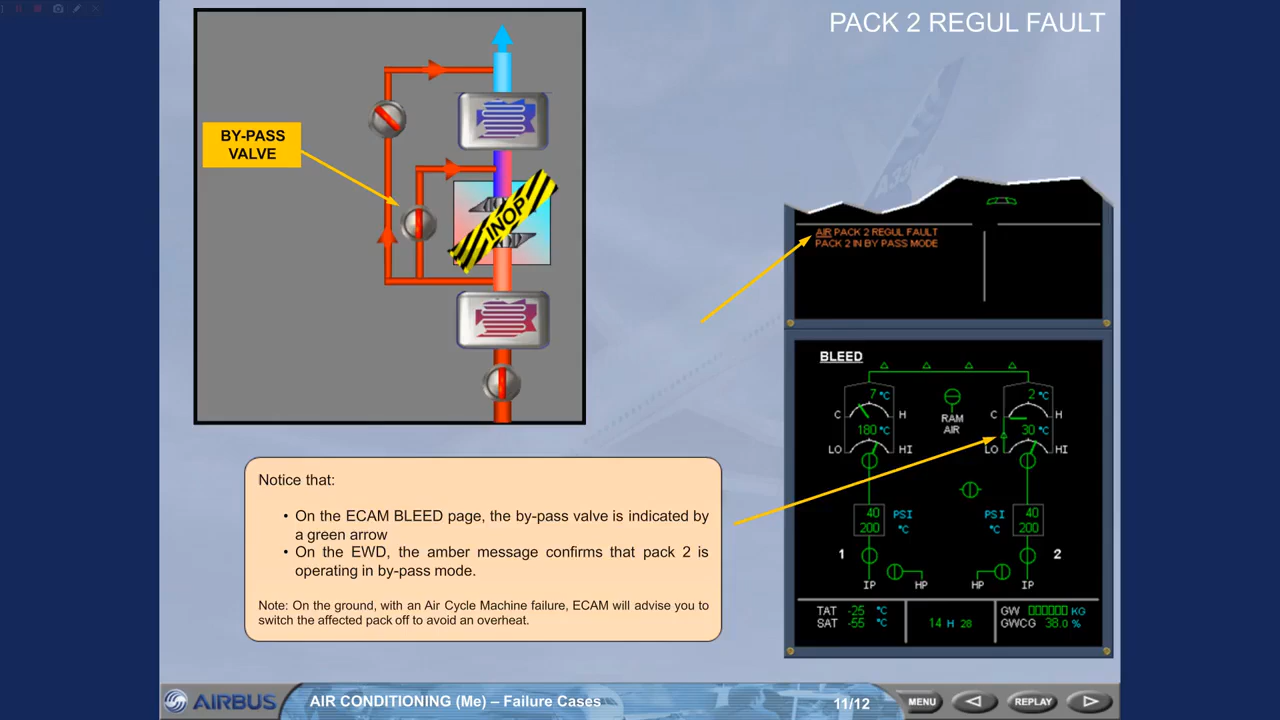 PACK 2 REGUL FAULT
BY-PASS
VALVE
INOP
A330
AIR PACK 2 REGUL FAULT
PACK 2 IN BY PASS MODE
BLEED
7 °C
2 °C
C H
RAM
AIR
C H
180 °C
30 °C
LO HI
LO HI
40 PSI
200 °C
PSI 40
°C 200
1
2
IP HP
HP IP
TAT -25 °C
SAT -55 °C
14 H 28
GW KG
GWCG 38.0 %
Notice that:
• On the ECAM BLEED page, the by-pass valve is indicated by
a green arrow
• On the EWD, the amber message confirms that pack 2 is
operating in by-pass mode.
Note: On the ground, with an Air Cycle Machine failure, ECAM will advise you to
switch the affected pack off to avoid an overheat.
AIRBUS
AIR CONDITIONING (Me) – Failure Cases
11/12
MENU
REPLAY